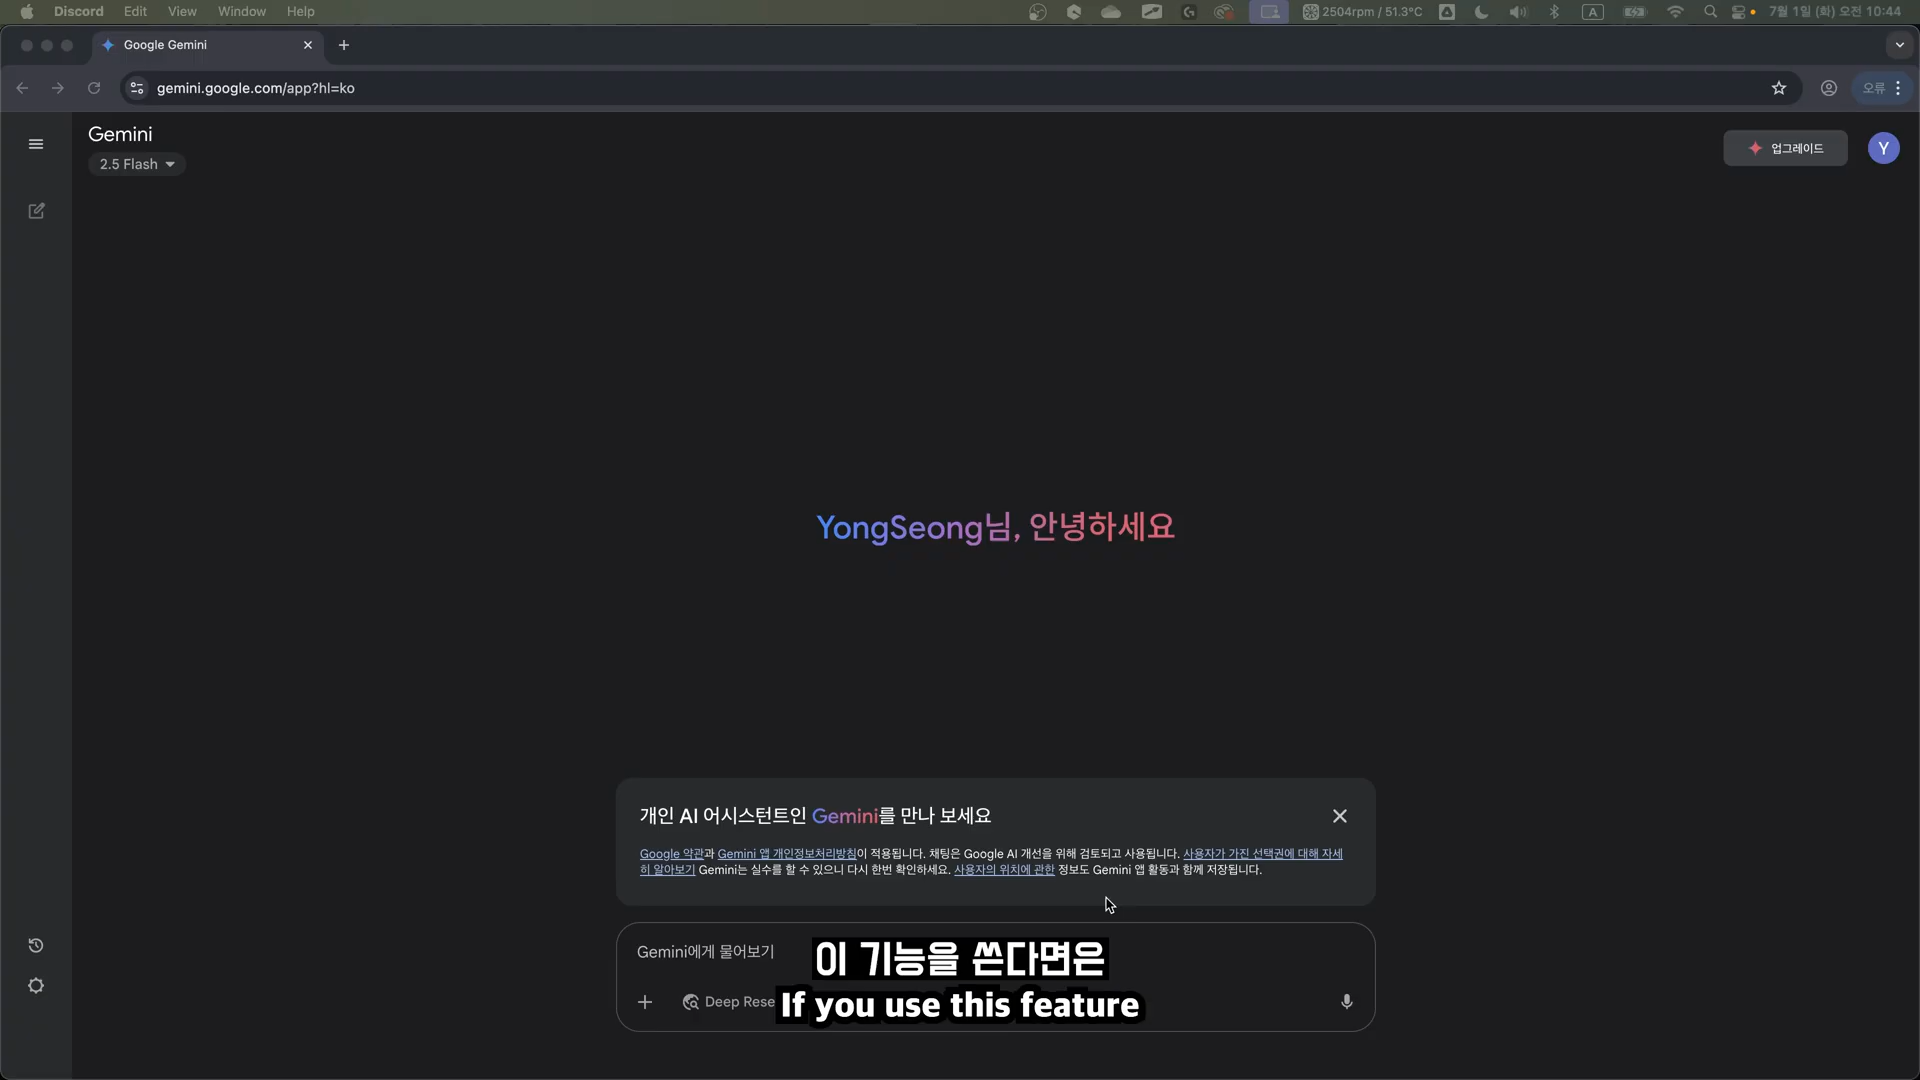 Discord Edit View Window Help
2504rpm / 51.3°C A 7월 1일 (화) 오전 10:44
Google Gemini
gemini.google.com/app?hl=ko
오류
Gemini
2.5 Flash
업그레이드
Y
YongSeong님, 안녕하세요
개인 AI 어시스턴트인 Gemini를 만나 보세요
Google 약관과 Gemini 앱 개인정보처리방침이 적용됩니다. 채팅은 Google AI 개선을 위해 검토되고 사용됩니다. 사용자가 가진 선택권에 대해 자세
히 알아보기 Gemini는 실수를 할 수 있으니 다시 한번 확인하세요. 사용자의 위치에 관한 정보도 Gemini 앱 활동과 함께 저장됩니다.
Gemini에게 물어보기
이 기능을 쓴다면은
Deep Rese
If you use this feature